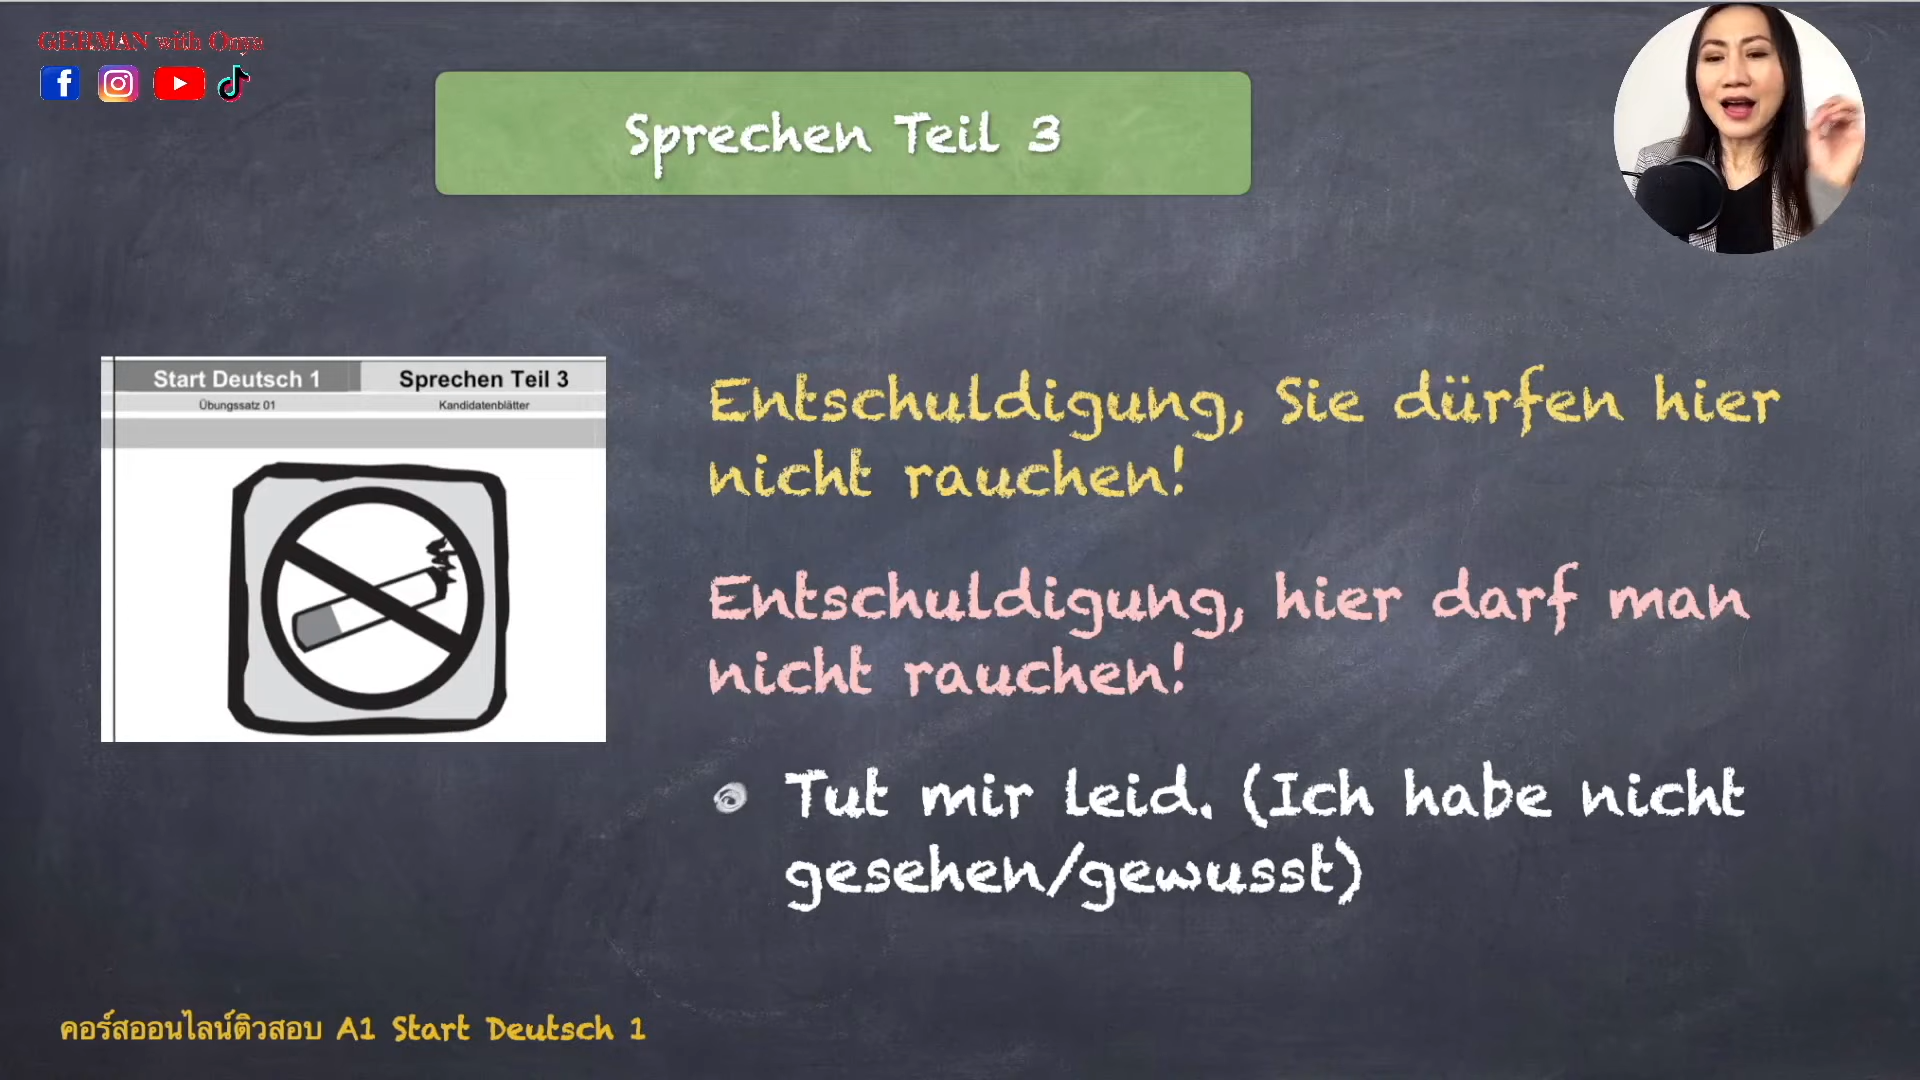 GERMAN with Onya
Sprechen Teil 3
Start Deutsch 1
Sprechen Teil 3
Übungssatz 01
Kandidatenblätter
Entschuldigung, Sie dürfen hier
nicht rauchen!
Entschuldigung, hier darf man
nicht rauchen!
Tut mir leid. (Ich habe nicht
gesehen/gewusst)
คอร์สออนไลน์ติวสอบ A1 Start Deutsch 1